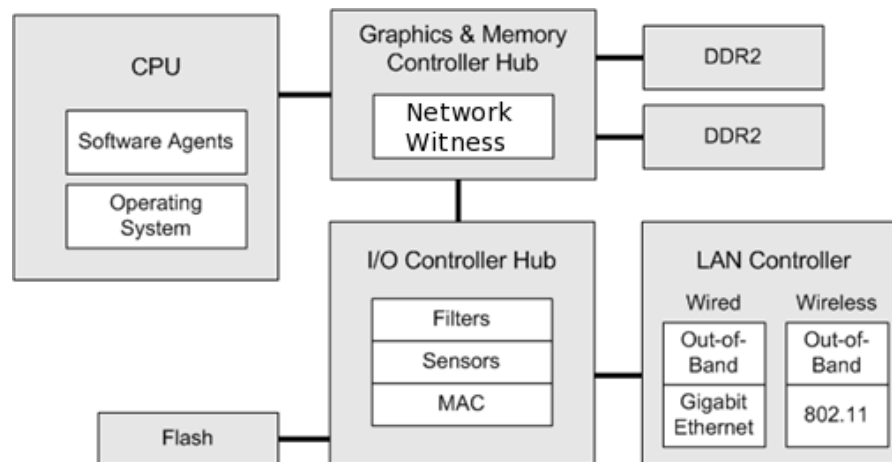 CPU
Software Agents
Operating
System
Graphics & Memory
Controller Hub
Network
Witness
DDR2
DDR2
I/O Controller Hub
Filters
Sensors
MAC
LAN Controller
Wired
Out-of-
Band
Gigabit
Ethernet
Wireless
Out-of-
Band
802.11
Flash